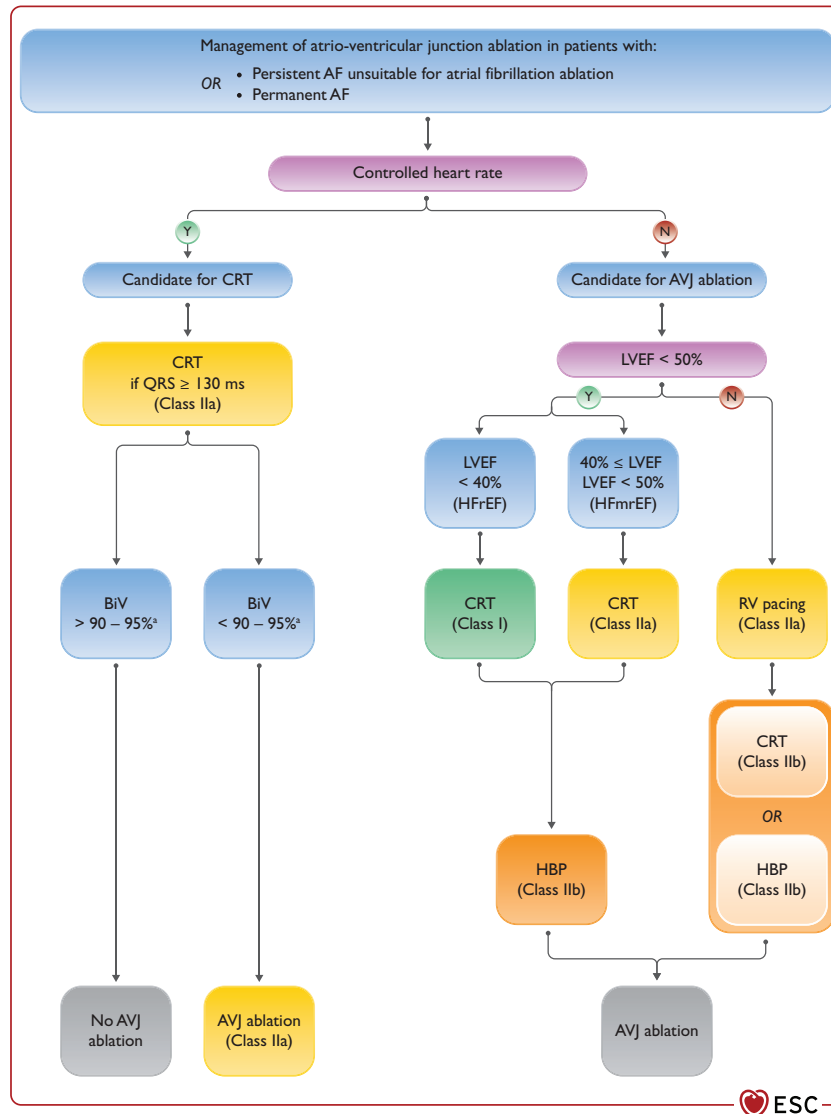 Management of atrio-ventricular junction ablation in patients with:
OR
• Persistent AF unsuitable for atrial fibrillation ablation
• Permanent AF
Controlled heart rate
Y
N
Candidate for CRT
Candidate for AVJ ablation
CRT
if QRS ≥ 130 ms
(Class IIa)
LVEF < 50%
Y
N
LVEF
< 40%
(HFrEF)
40% ≤ LVEF
LVEF < 50%
(HFmrEF)
BiV
> 90 – 95%ᵃ
BiV
< 90 – 95%ᵃ
CRT
(Class I)
CRT
(Class IIa)
RV pacing
(Class IIa)
CRT
(Class IIb)
OR
HBP
(Class IIb)
HBP
(Class IIb)
No AVJ
ablation
AVJ ablation
(Class IIa)
AVJ ablation
ESC